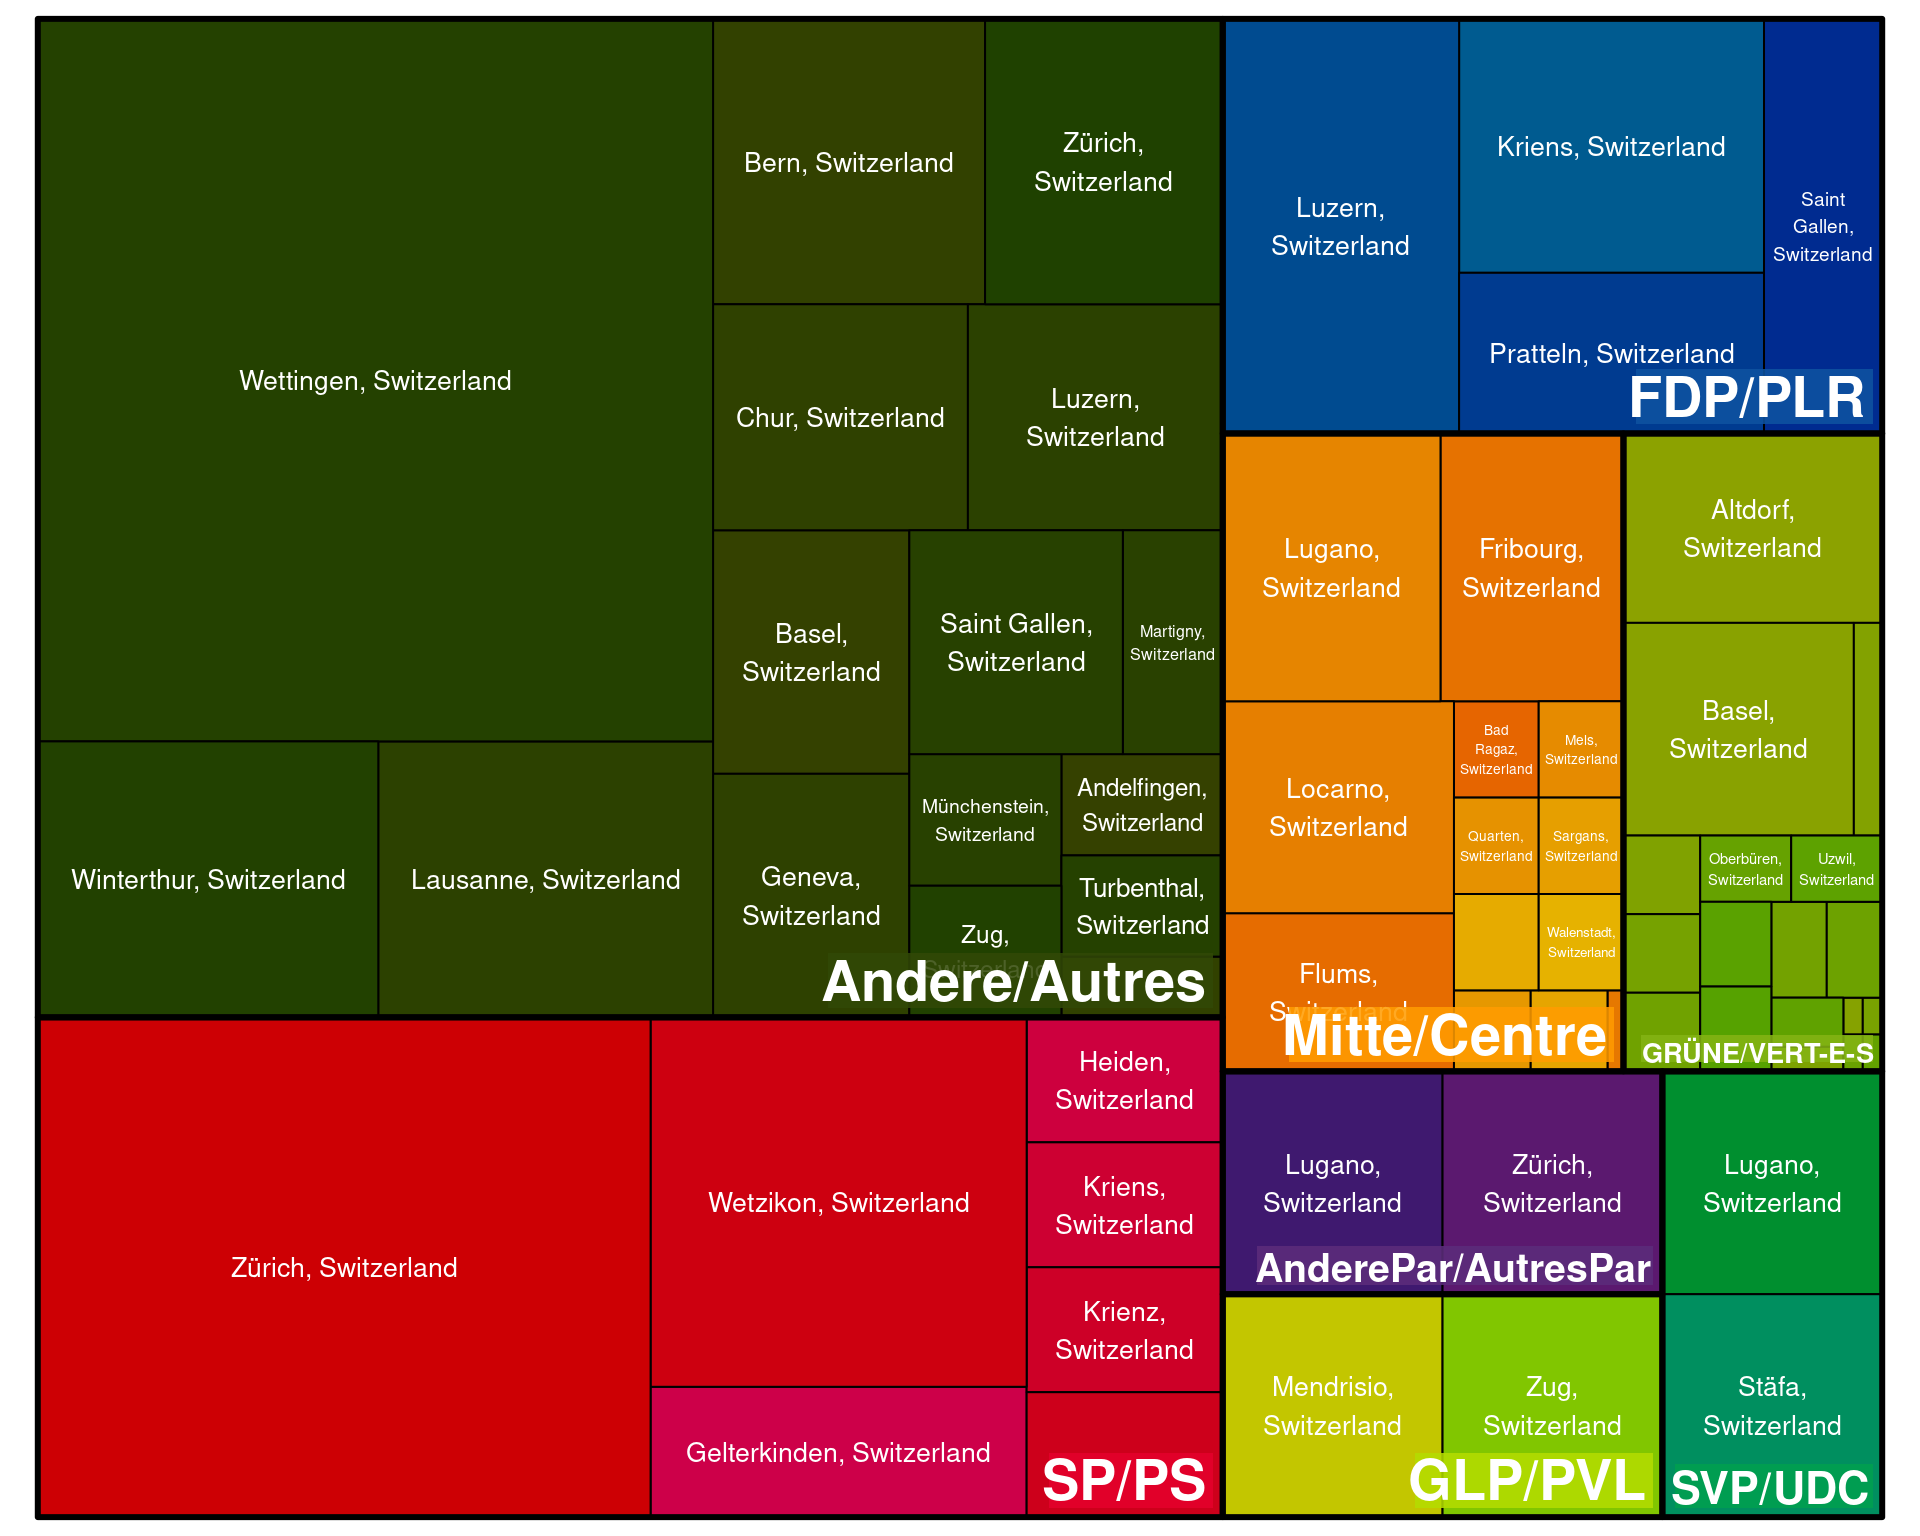 Wettingen, Switzerland
Bern, Switzerland
Zürich,
Switzerland
Chur, Switzerland
Luzern,
Switzerland
Basel,
Switzerland
Saint Gallen,
Switzerland
Martigny,
Switzerland
Winterthur, Switzerland
Lausanne, Switzerland
Geneva,
Switzerland
Münchenstein,
Switzerland
Andelfingen,
Switzerland
Turbenthal,
Switzerland
Zug,
Switzerland
Andere/Autres
Zürich, Switzerland
Wetzikon, Switzerland
Gelterkinden, Switzerland
Heiden,
Switzerland
Kriens,
Switzerland
Krienz,
Switzerland
SP/PS
Luzern,
Switzerland
Kriens, Switzerland
Pratteln, Switzerland
Saint
Gallen,
Switzerland
FDP/PLR
Lugano,
Switzerland
Fribourg,
Switzerland
Locarno,
Switzerland
Bad
Ragaz,
Switzerland
Mels,
Switzerland
Quarten,
Switzerland
Sargans,
Switzerland
Walenstadt,
Switzerland
Flums,
Switzerland
Mitte/Centre
Altdorf,
Switzerland
Basel,
Switzerland
Oberbüren,
Switzerland
Uzwil,
Switzerland
GRÜNE/VERT-E-S
Lugano,
Switzerland
Zürich,
Switzerland
AnderePar/AutresPar
Mendrisio,
Switzerland
Zug,
Switzerland
GLP/PVL
Lugano,
Switzerland
Stäfa,
Switzerland
SVP/UDC